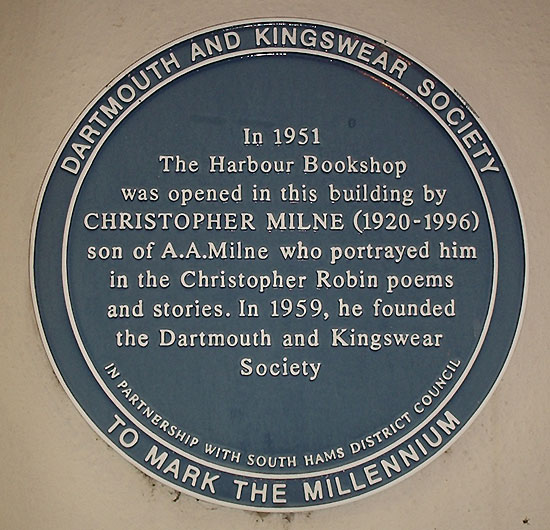 DARTMOUTH AND KINGSWEAR SOCIETY
In 1951
The Harbour Bookshop
was opened in this building by
CHRISTOPHER MILNE (1920-1996)
son of A.A.Milne who portrayed him
in the Christopher Robin poems
and stories. In 1959, he founded
the Dartmouth and Kingswear
Society
IN PARTNERSHIP WITH SOUTH HAMS DISTRICT COUNCIL
TO MARK THE MILLENNIUM